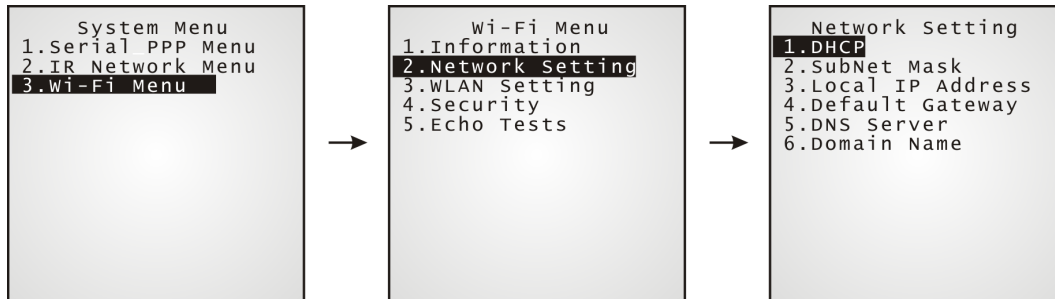 System Menu
1.Serial PPP Menu
2.IR Network Menu
3.Wi-Fi Menu
Wi-Fi Menu
1.Information
2.Network Setting
3.WLAN Setting
4.Security
5.Echo Tests
Network Setting
1.DHCP
2.SubNet Mask
3.Local IP Address
4.Default Gateway
5.DNS Server
6.Domain Name